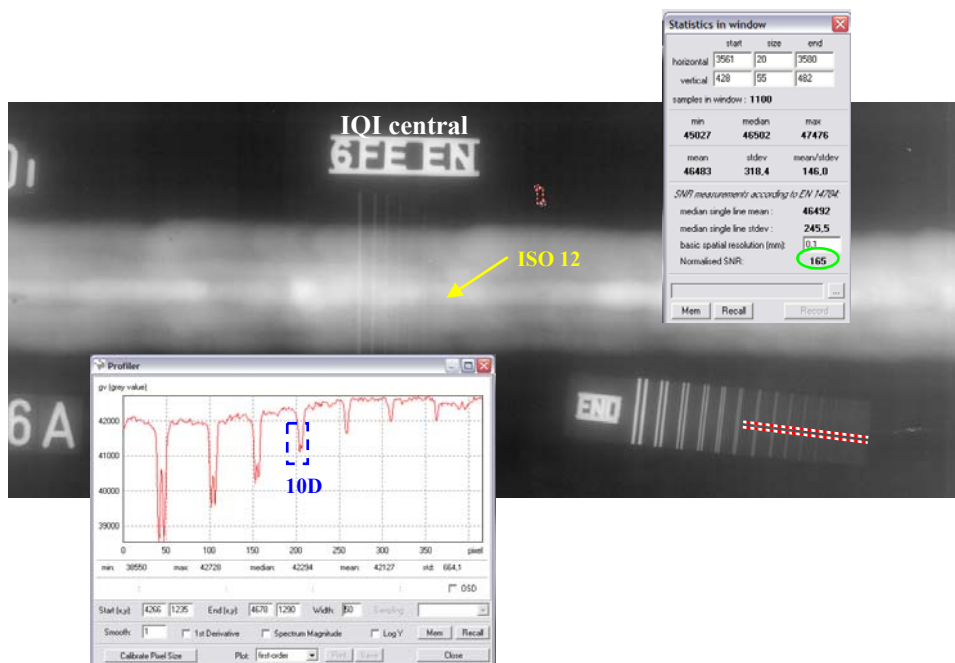 Statistics in window
start size end
horizontal 3561 20 3580
vertical 428 55 482
samples in window : 1100
min median max
45027 46502 47476
mean stdev mean/stdev
46483 318,4 146,0
SNR measurements according to EN 14784:
median single line mean : 46492
median single line stdev : 245,5
basic spatial resolution (mm): 0,1
Normalised SNR: 165
...
Mem Recall Record
IQI central
6FE EN
ISO 12
6A
END
Profiler
gv (grey value)
42000
41000
40000
39000
10D
0 50 100 150 200 250 300 350 pixel
min: 38550 max: 42728 median: 42294 mean: 42127 std: 664,1
OSD
Start (x,y): 4266 1235 End (x,y): 4678 1290 Width: 50 Sampling
Smooth: 1 1st Derivative Spectrum Magnitude Log Y Mem Recall
Calibrate Pixel Size Plot: first-order Print Save Close